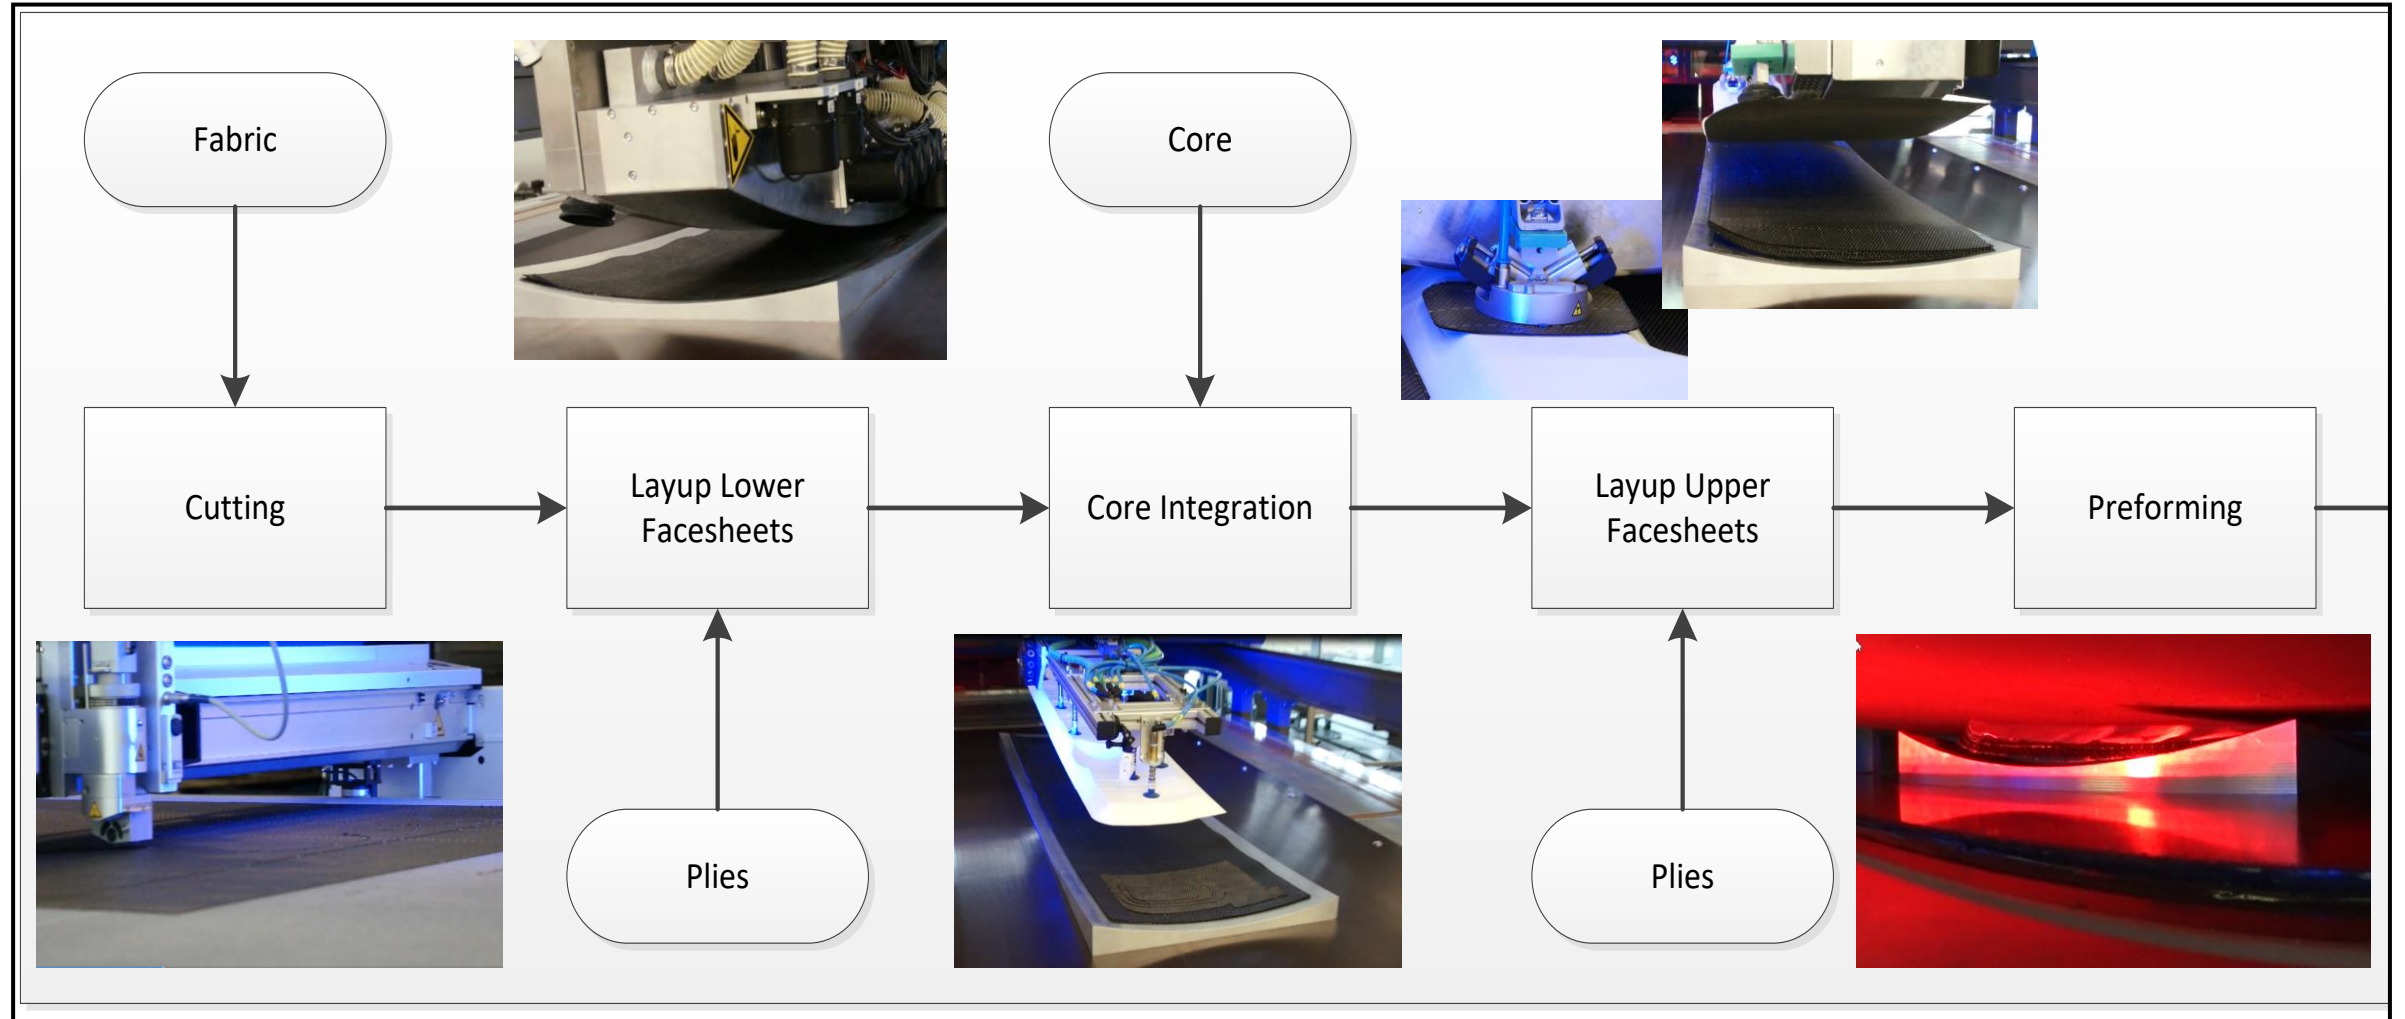 Fabric
Core
Cutting
Layup Lower
Facesheets
Core Integration
Layup Upper
Facesheets
Preforming
Plies
Plies